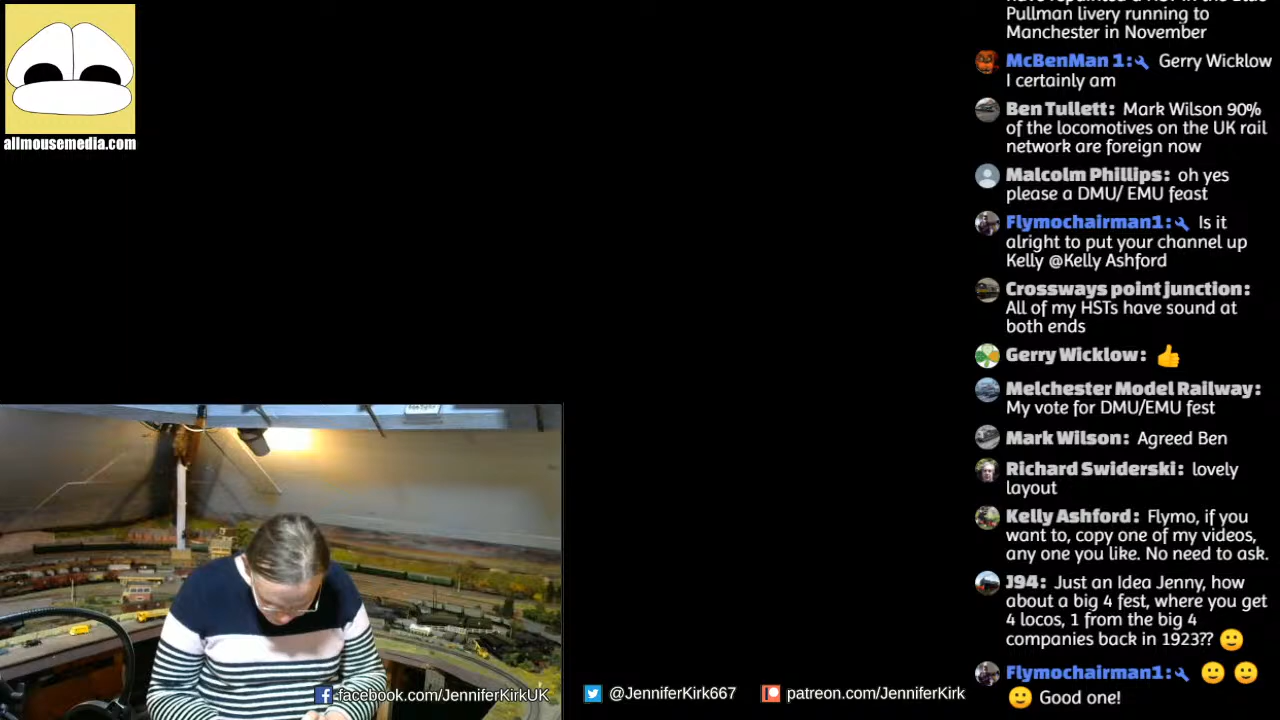 allmousemedia.com
Pullman livery running to
Manchester in November
McBenMan 1: Gerry Wicklow
I certainly am
Ben Tullett: Mark Wilson 90%
of the locomotives on the UK rail
network are foreign now
Malcolm Phillips: oh yes
please a DMU/ EMU feast
Flymochairman1: Is it
alright to put your channel up
Kelly @Kelly Ashford
Crossways point junction:
All of my HSTs have sound at
both ends
Gerry Wicklow: 👍
Melchester Model Railway:
My vote for DMU/EMU fest
Mark Wilson: Agreed Ben
Richard Swiderski: lovely
layout
Kelly Ashford: Flymo, if you
want to, copy one of my videos,
any one you like. No need to ask.
J94: Just an Idea Jenny, how
about a big 4 fest, where you get
4 locos, 1 from the big 4
companies back in 1923?? 🙂
Flymochairman1: 🙂 🙂
🙂 Good one!
facebook.com/JenniferKirkUK
@JenniferKirk667
patreon.com/JenniferKirk